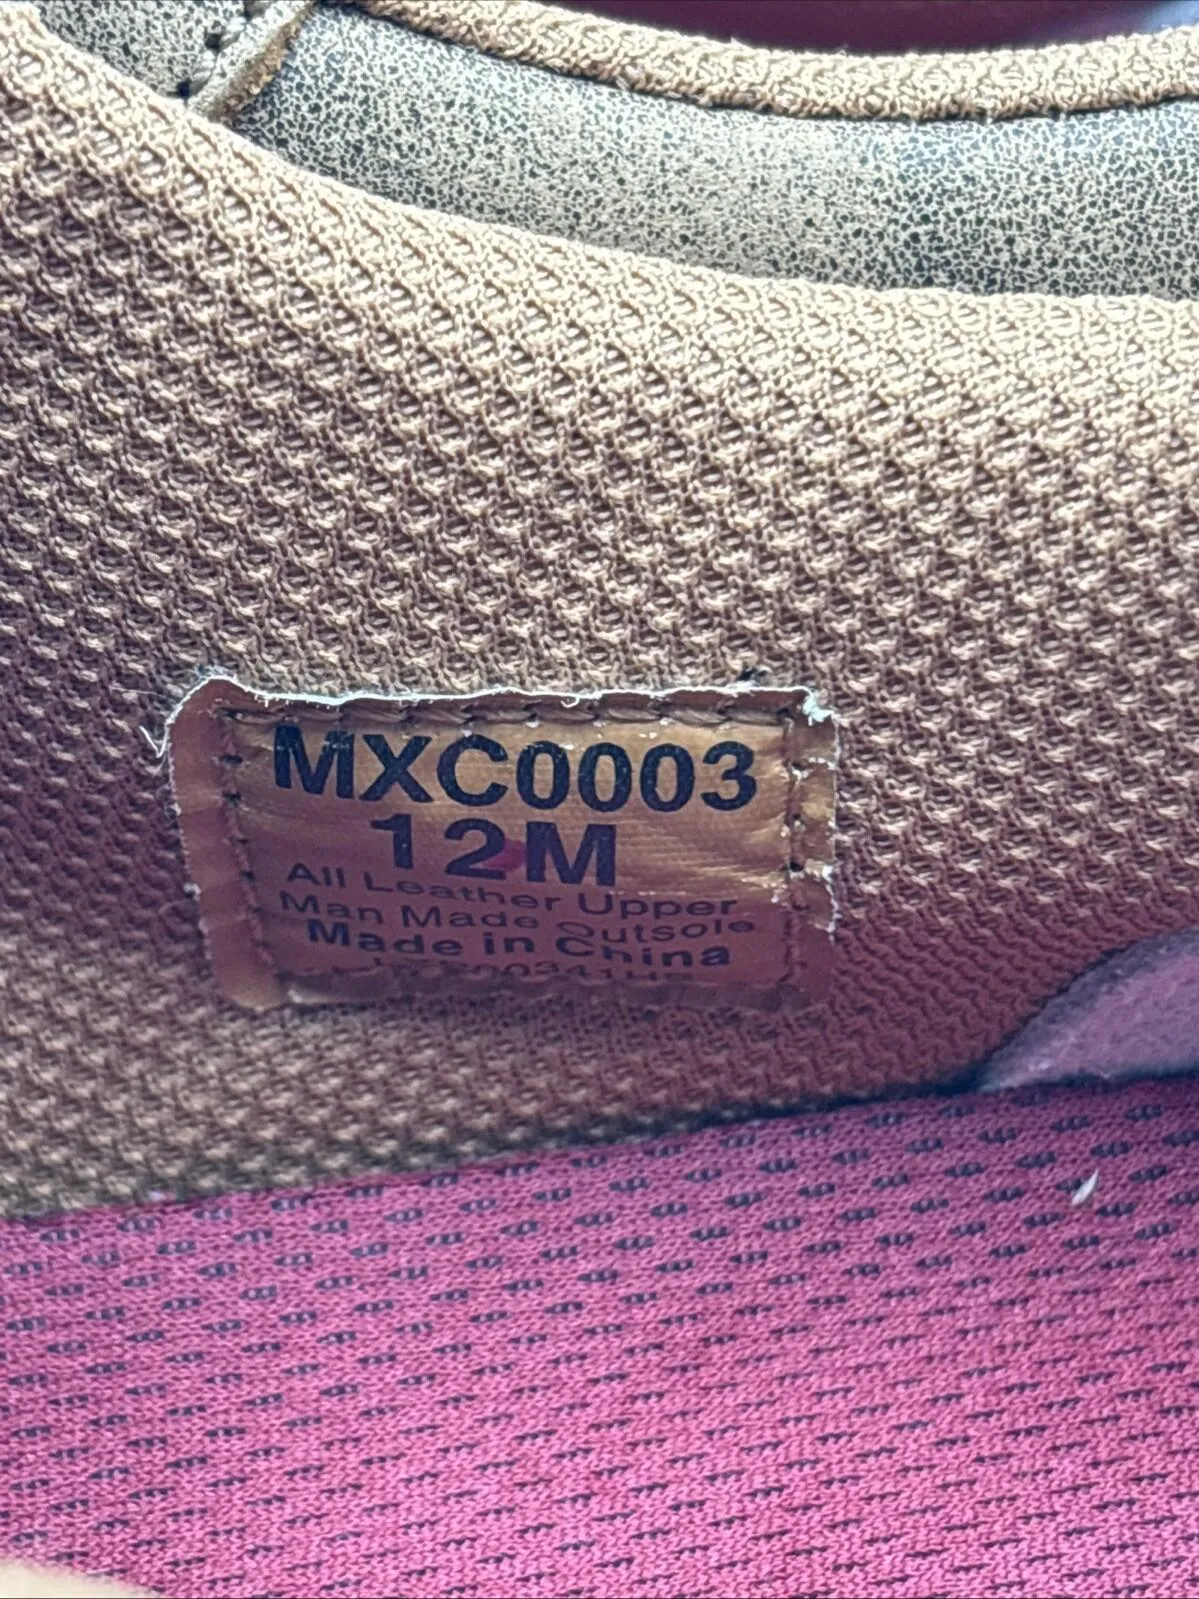 MXC0003
12M
All Leather Upper
Man Made Outsole
Made in China